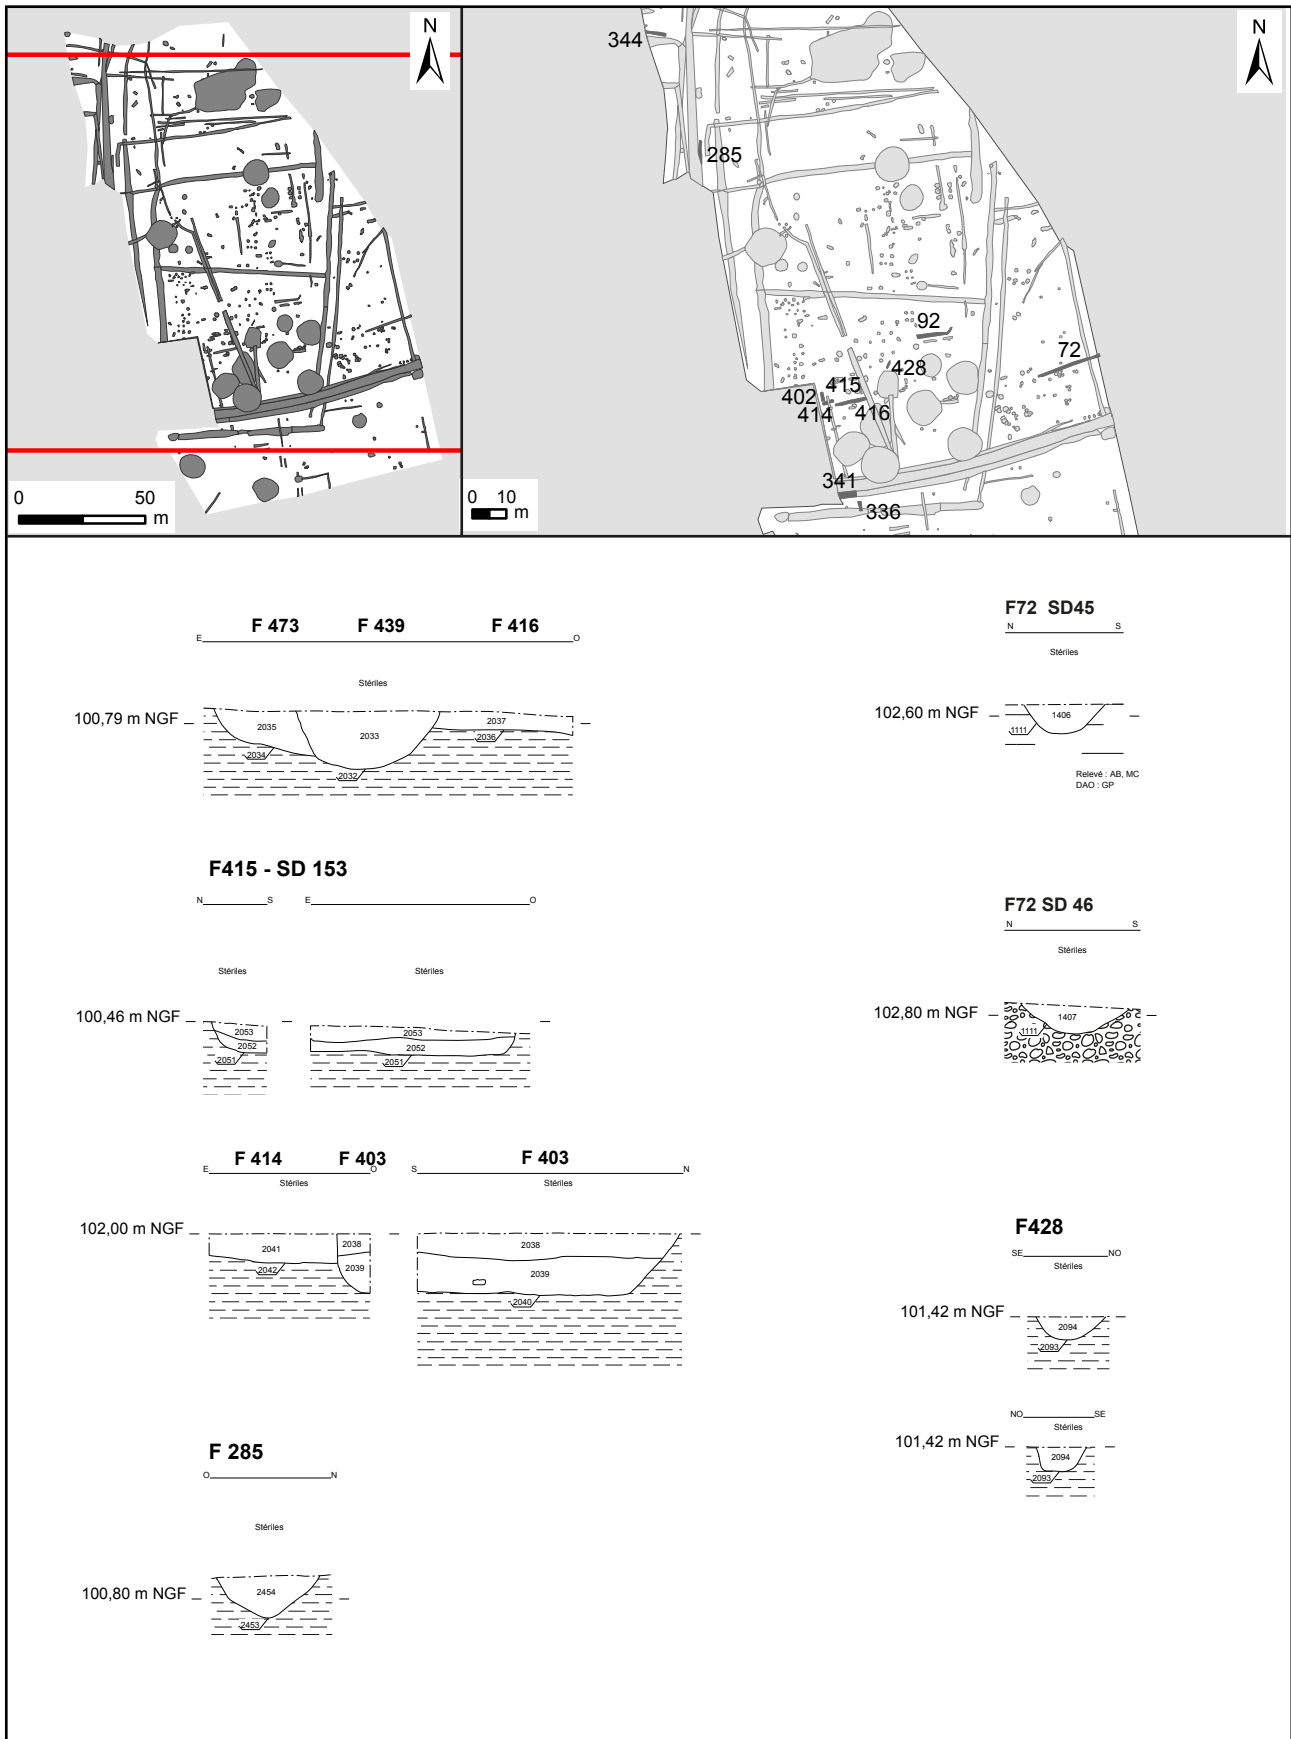 N
0 50
m
N
344
285
92
72
428
415
402
414
416
341
336
0 10
m
F 473 F 439 F 416
E O
Stériles
100,79 m NGF
2035
2033
2037
2036
2034
2032
F72 SD45
N S
Stériles
102,60 m NGF
1406
1111
Relevé : AB, MC
DAO : GP
F415 - SD 153
N S E O
Stériles Stériles
100,46 m NGF
2053
2052
2051
2053
2052
2051
F72 SD 46
N S
Stériles
102,80 m NGF
1407
1111
F 414 F 403 F 403
E O S N
Stériles Stériles
102,00 m NGF
2041
2038
2042
2039
2038
2039
2040
F428
SE NO
Stériles
101,42 m NGF
2094
2093
NO SE
Stériles
101,42 m NGF
2094
2093
F 285
O N
Stériles
100,80 m NGF
2454
2453